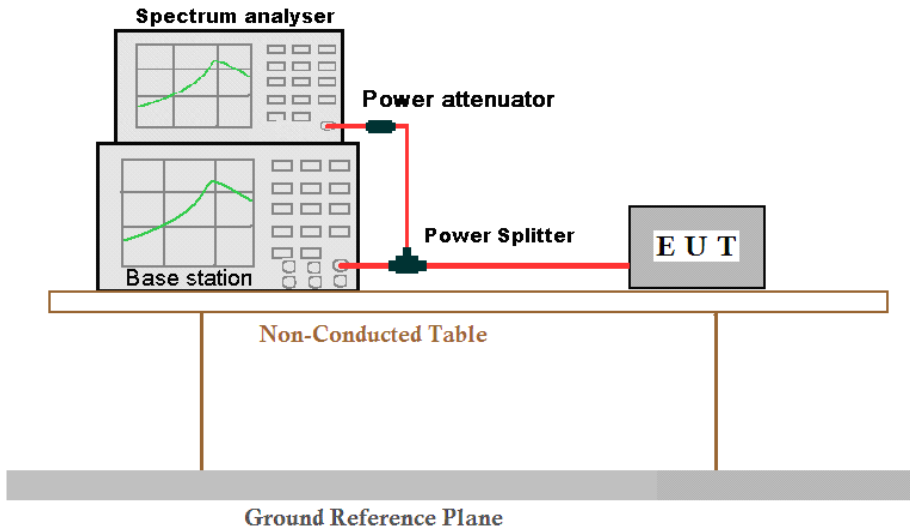 Spectrum analyser
Power attenuator
Power Splitter
E U T
Base station
Non-Conducted Table
Ground Reference Plane